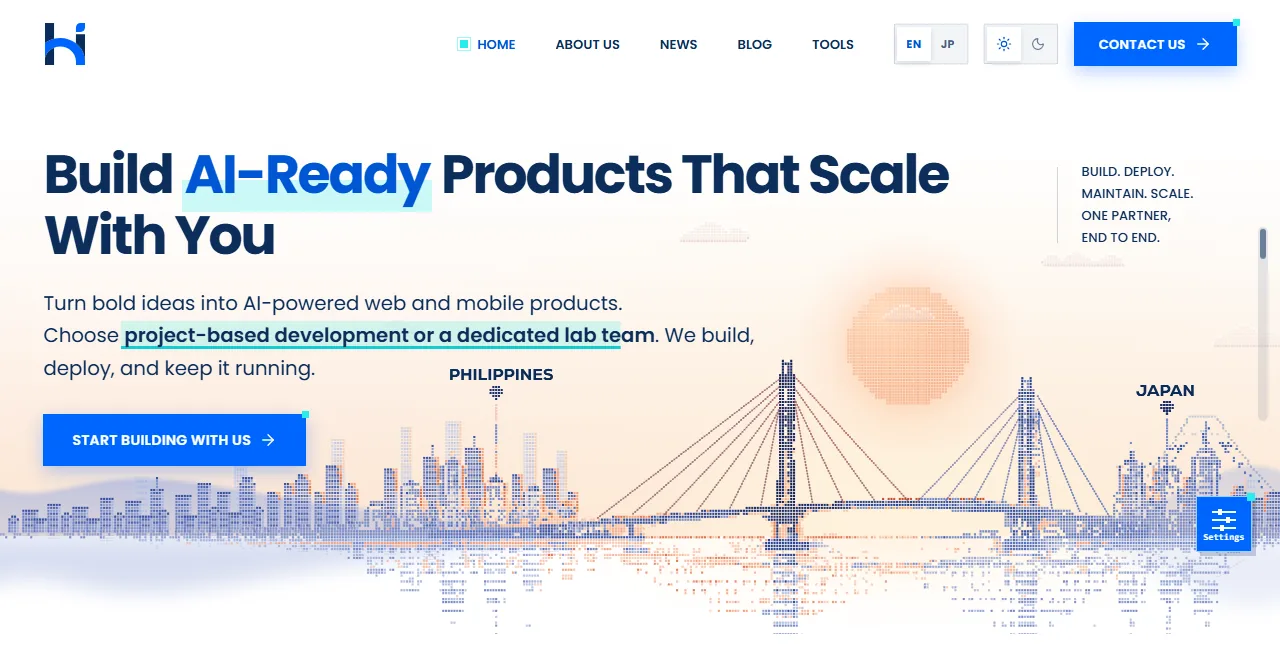 hi
HOME
ABOUT US
NEWS
BLOG
TOOLS
EN
JP
CONTACT US
Build AI-Ready Products That Scale
With You
BUILD. DEPLOY.
MAINTAIN. SCALE.
ONE PARTNER,
END TO END.
Turn bold ideas into AI-powered web and mobile products.
Choose project-based development or a dedicated lab team. We build,
deploy, and keep it running.
PHILIPPINES
JAPAN
START BUILDING WITH US
Settings